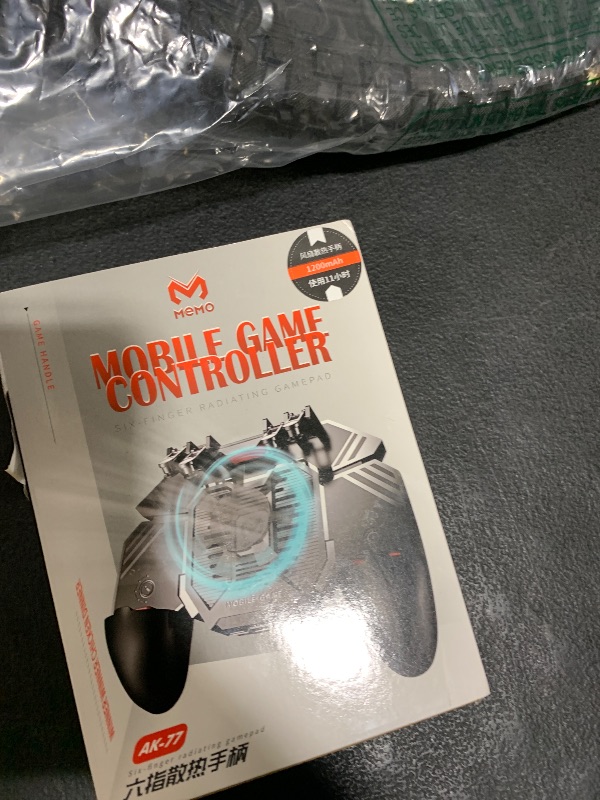 风扇散热手柄
1200mAh
使用11小时
MEMO
GAME HANDLE
MOBILE GAME
CONTROLLER
SIX-FINGER RADIATING GAMEPAD
AK-77
Six-finger radiating gamepad
六指散热手柄